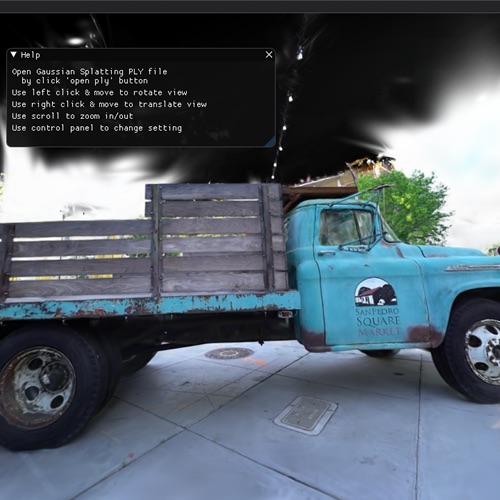 Help
Open Gaussian Splatting PLY file
by click 'open ply' button
Use left click & move to rotate view
Use right click & move to translate view
Use scroll to zoom in/out
Use control panel to change setting
SAN PEDRO
SQUARE
MARKET